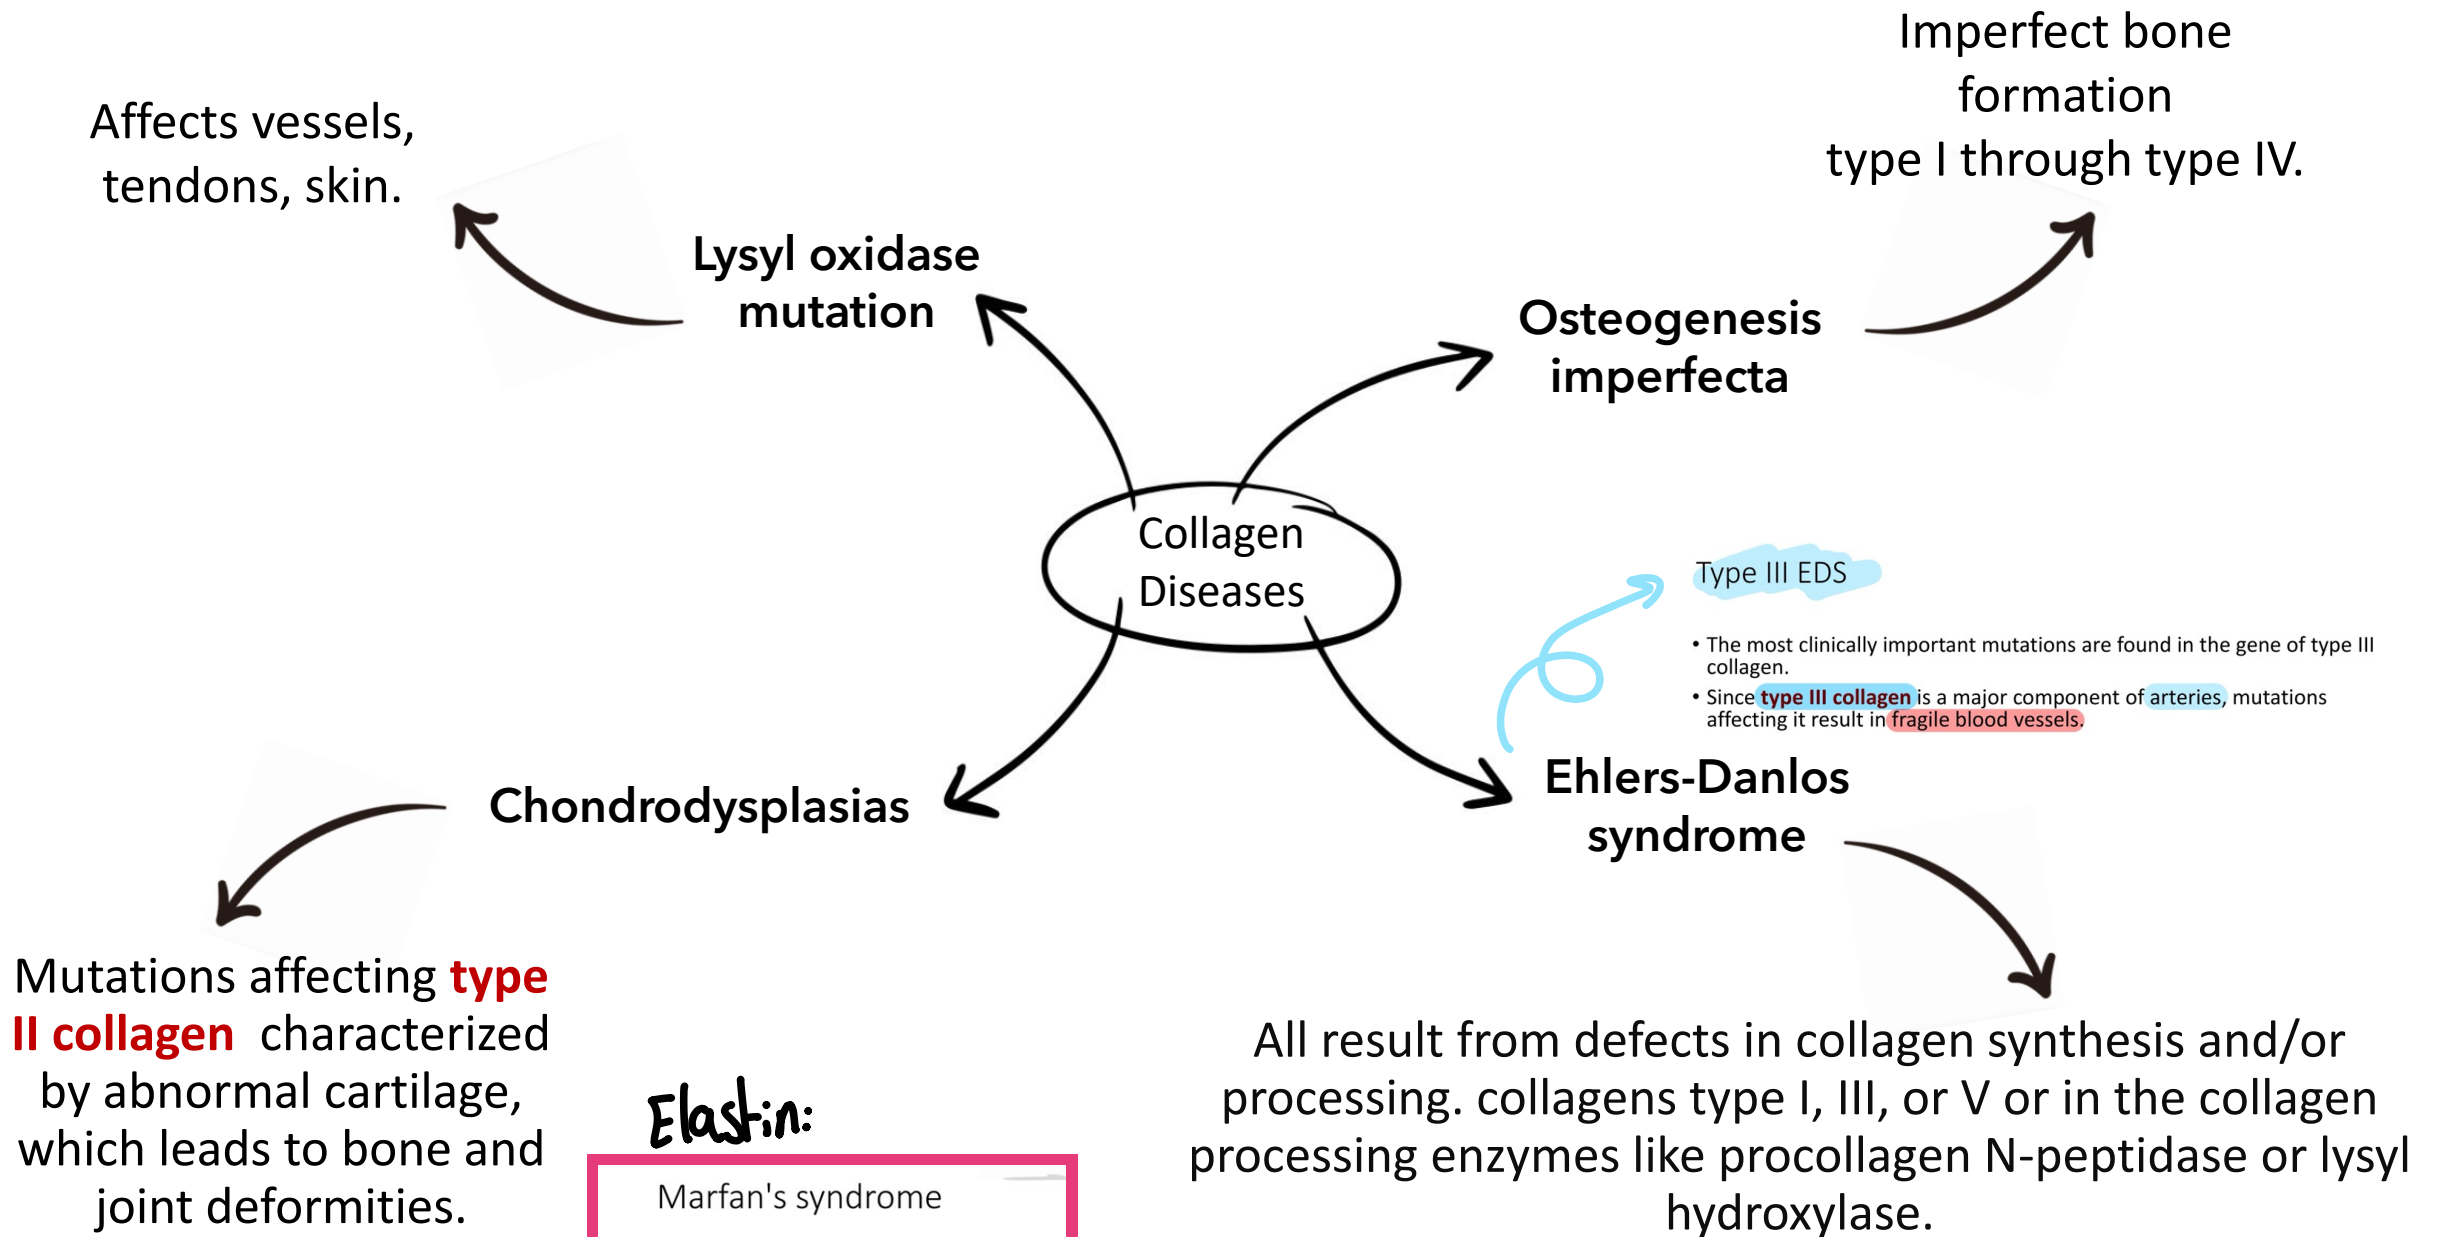 Imperfect bone
formation
type I through type IV.
Affects vessels,
tendons, skin.
Lysyl oxidase
mutation
Osteogenesis
imperfecta
Collagen
Diseases
Type III EDS
• The most clinically important mutations are found in the gene of type III
collagen.
• Since type III collagen is a major component of arteries, mutations
affecting it result in fragile blood vessels.
Ehlers-Danlos
syndrome
Chondrodysplasias
Mutations affecting type
II collagen characterized
by abnormal cartilage,
which leads to bone and
joint deformities.
All result from defects in collagen synthesis and/or
processing. collagens type I, III, or V or in the collagen
processing enzymes like procollagen N-peptidase or lysyl
hydroxylase.
Elastin:
Marfan's syndrome